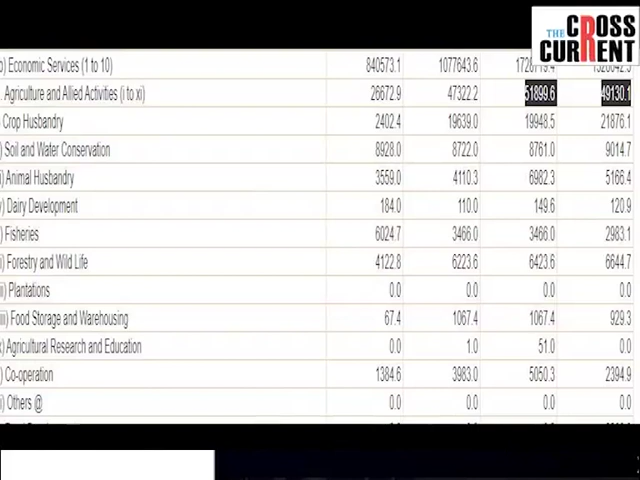 THE CROSS CURRENT
) Economic Services (1 to 10) 840573.1 1077643.6
. Agriculture and Allied Activities (i to xi) 26672.9 47322.2 51899.6 49130.1
Crop Husbandry 2402.4 19639.0 19948.5 21876.1
) Soil and Water Conservation 8928.0 8722.0 8761.0 9014.7
) Animal Husbandry 3559.0 4110.3 6982.3 5166.4
) Dairy Development 184.0 110.0 149.6 120.9
) Fisheries 6024.7 3466.0 3466.0 2983.1
) Forestry and Wild Life 4122.8 6223.6 6423.6 6644.7
) Plantations 0.0 0.0 0.0 0.0
) Food Storage and Warehousing 67.4 1067.4 1067.4 929.3
) Agricultural Research and Education 0.0 1.0 51.0 0.0
) Co-operation 1384.6 3983.0 5050.3 2394.9
) Others @ 0.0 0.0 0.0 0.0